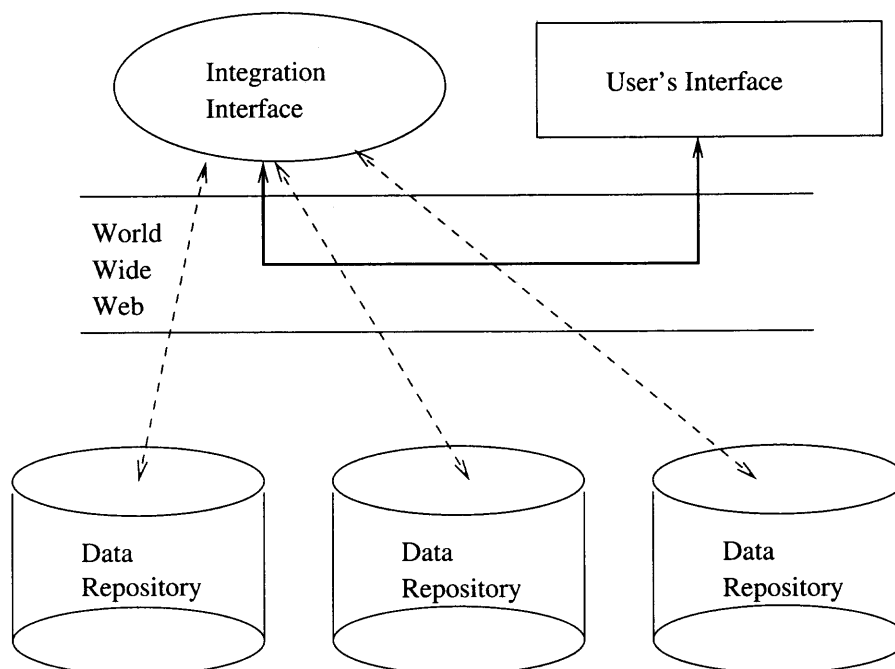 Integration
Interface
User's Interface
World
Wide
Web
Data
Repository
Data
Repository
Data
Repository